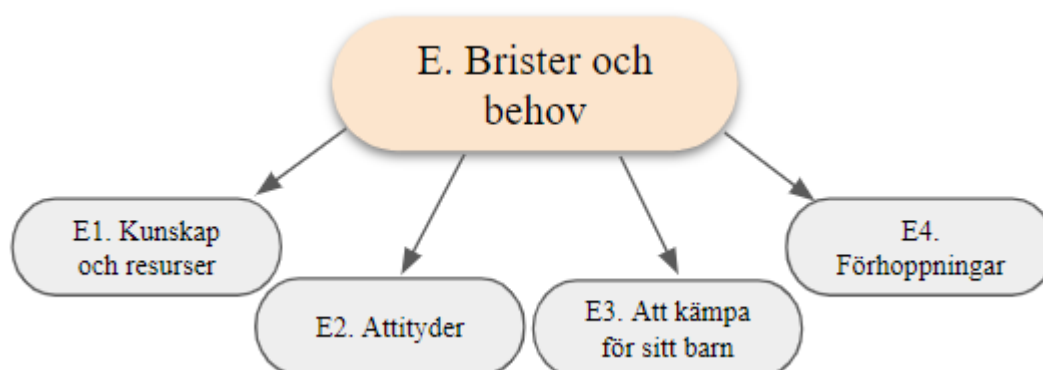 E. Brister och
behov
E1. Kunskap
och resurser
E2. Attityder
E3. Att kämpa
för sitt barn
E4.
Förhoppningar